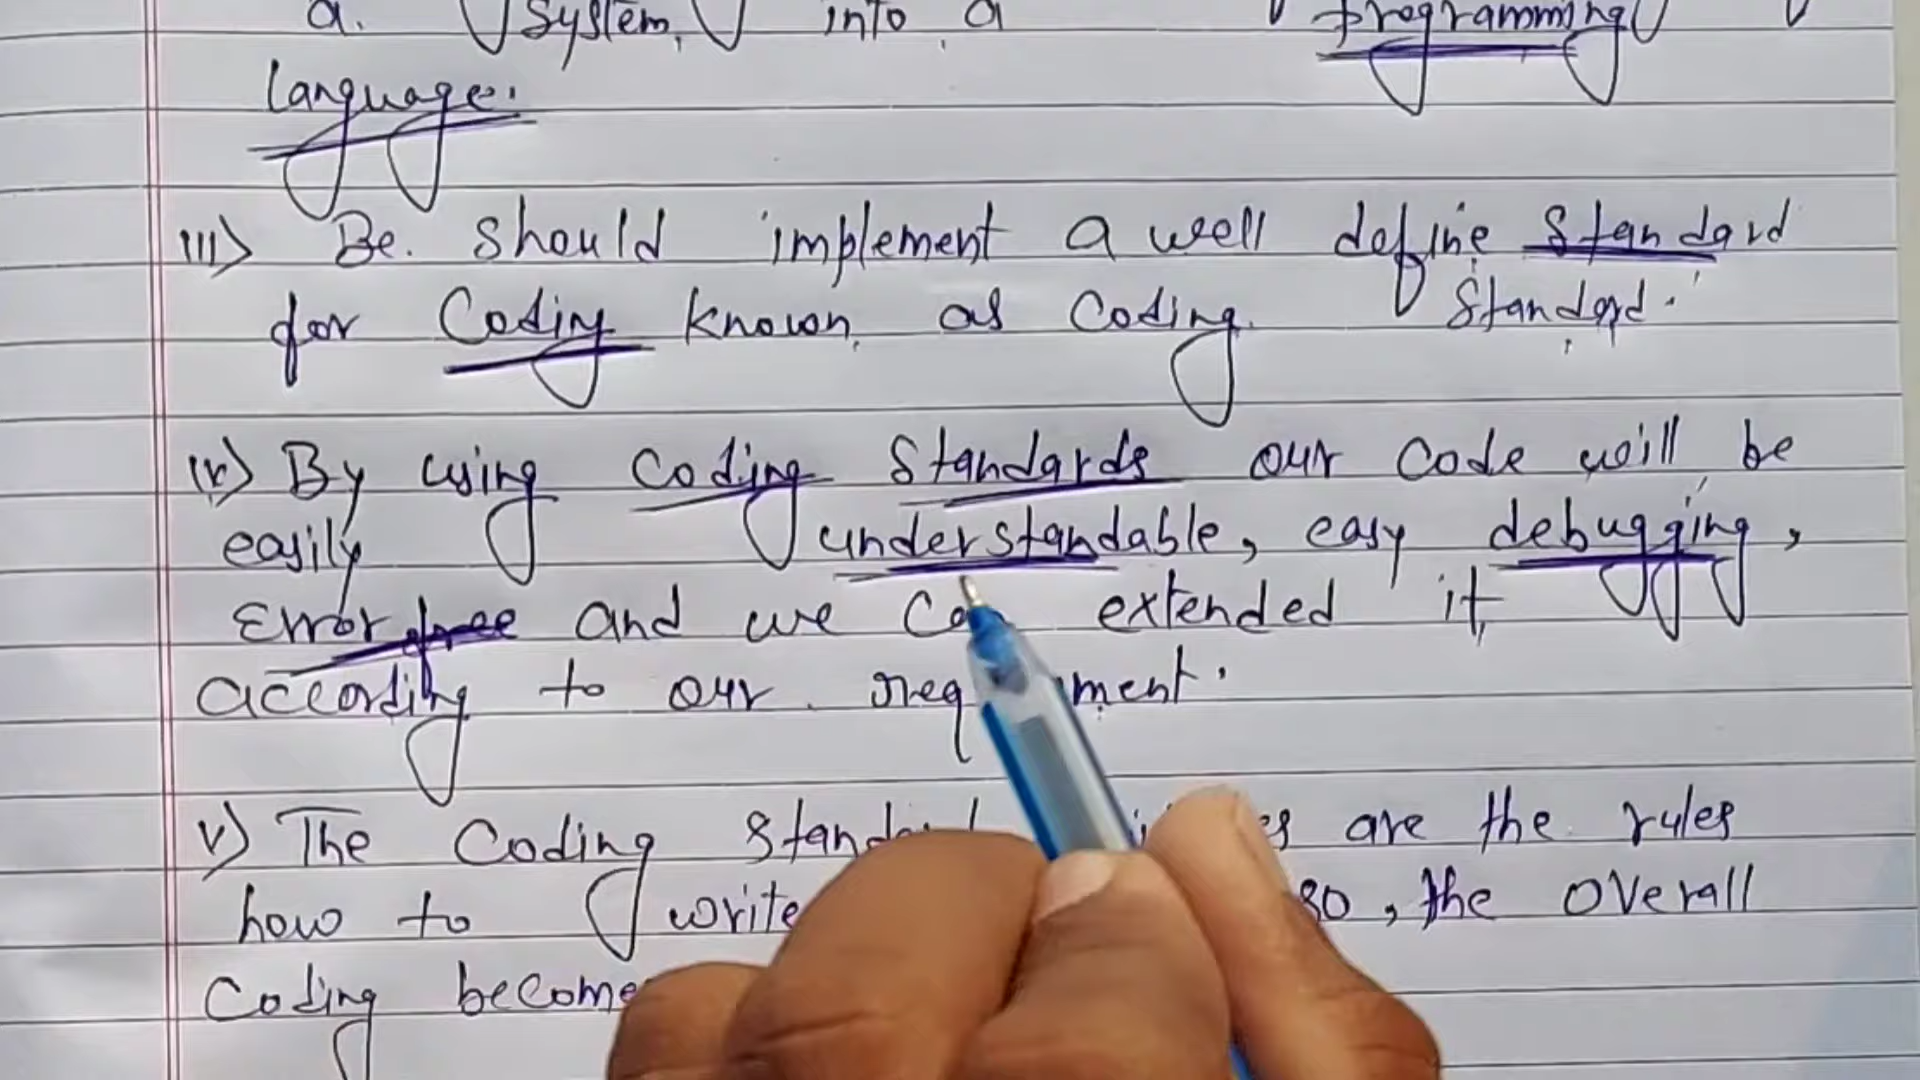 a. system, into a programming
language.
III) Be. should implement a well define standard
for Coding known as Coding Standard.
IV) By using coding standards our code will be
easily understandable, easy debugging,
Error free and we can extended it
according to our
ment.
V) The Coding are the rules
how to write so, the overall
Coding become